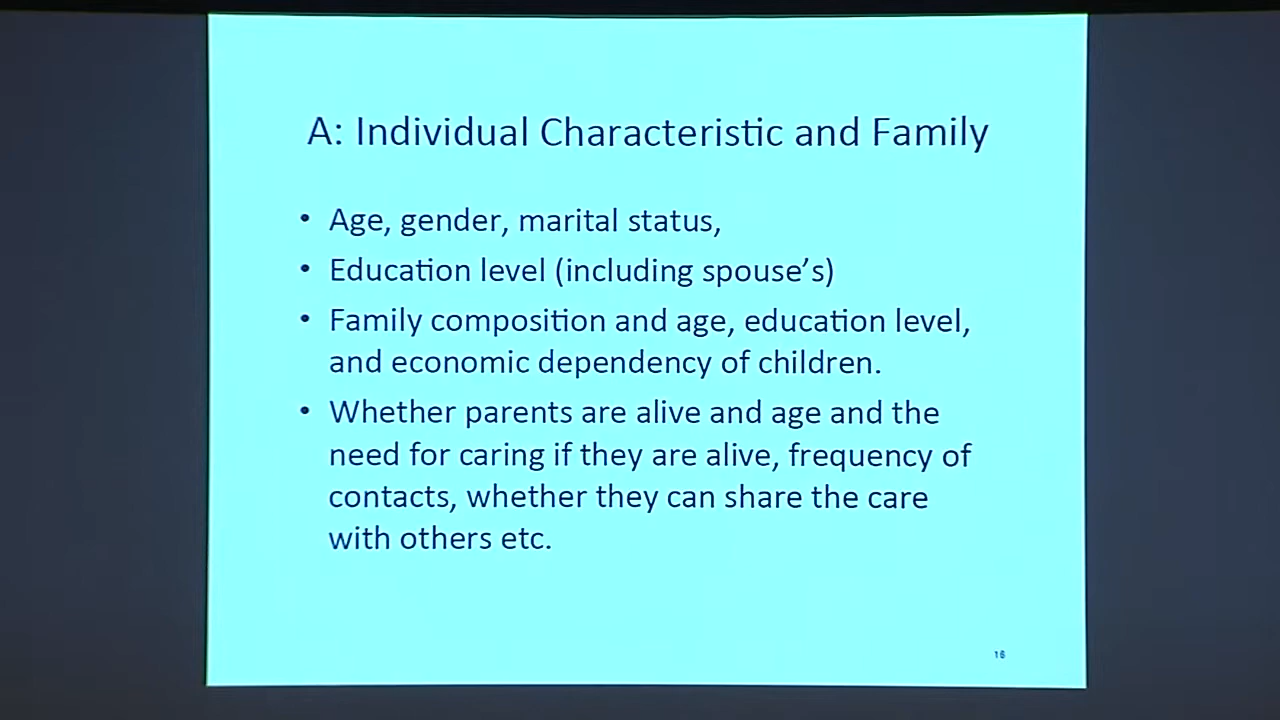 A: Individual Characteristic and Family
• Age, gender, marital status,
• Education level (including spouse’s)
• Family composition and age, education level,
and economic dependency of children.
• Whether parents are alive and age and the
need for caring if they are alive, frequency of
contacts, whether they can share the care
with others etc.
16